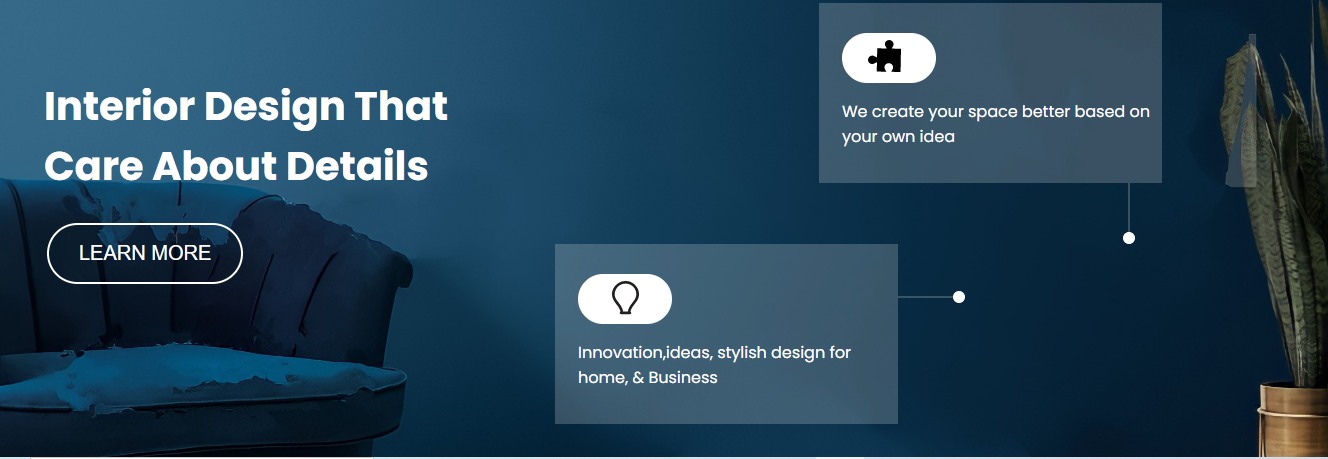 Interior Design That
Care About Details
LEARN MORE
We create your space better based on
your own idea
Innovation,ideas, stylish design for
home, & Business